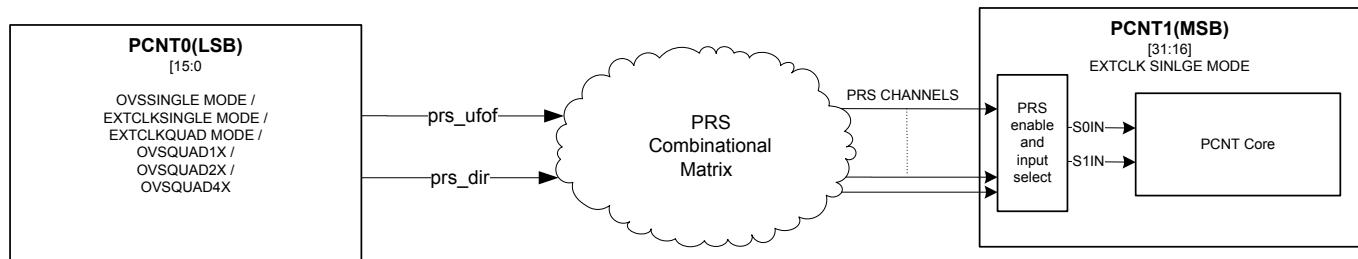 PCNT0(LSB)
[15:0
OVSSINGLE MODE /
EXTCLKSINGLE MODE /
EXTCLKQUAD MODE /
OVSQUAD1X /
OVSQUAD2X /
OVSQUAD4X
prs_ufof
prs_dir
PRS
Combinational
Matrix
PRS CHANNELS
PCNT1(MSB)
[31:16]
EXTCLK SINLGE MODE
PRS
enable
and
input
select
S0IN
S1IN
PCNT Core